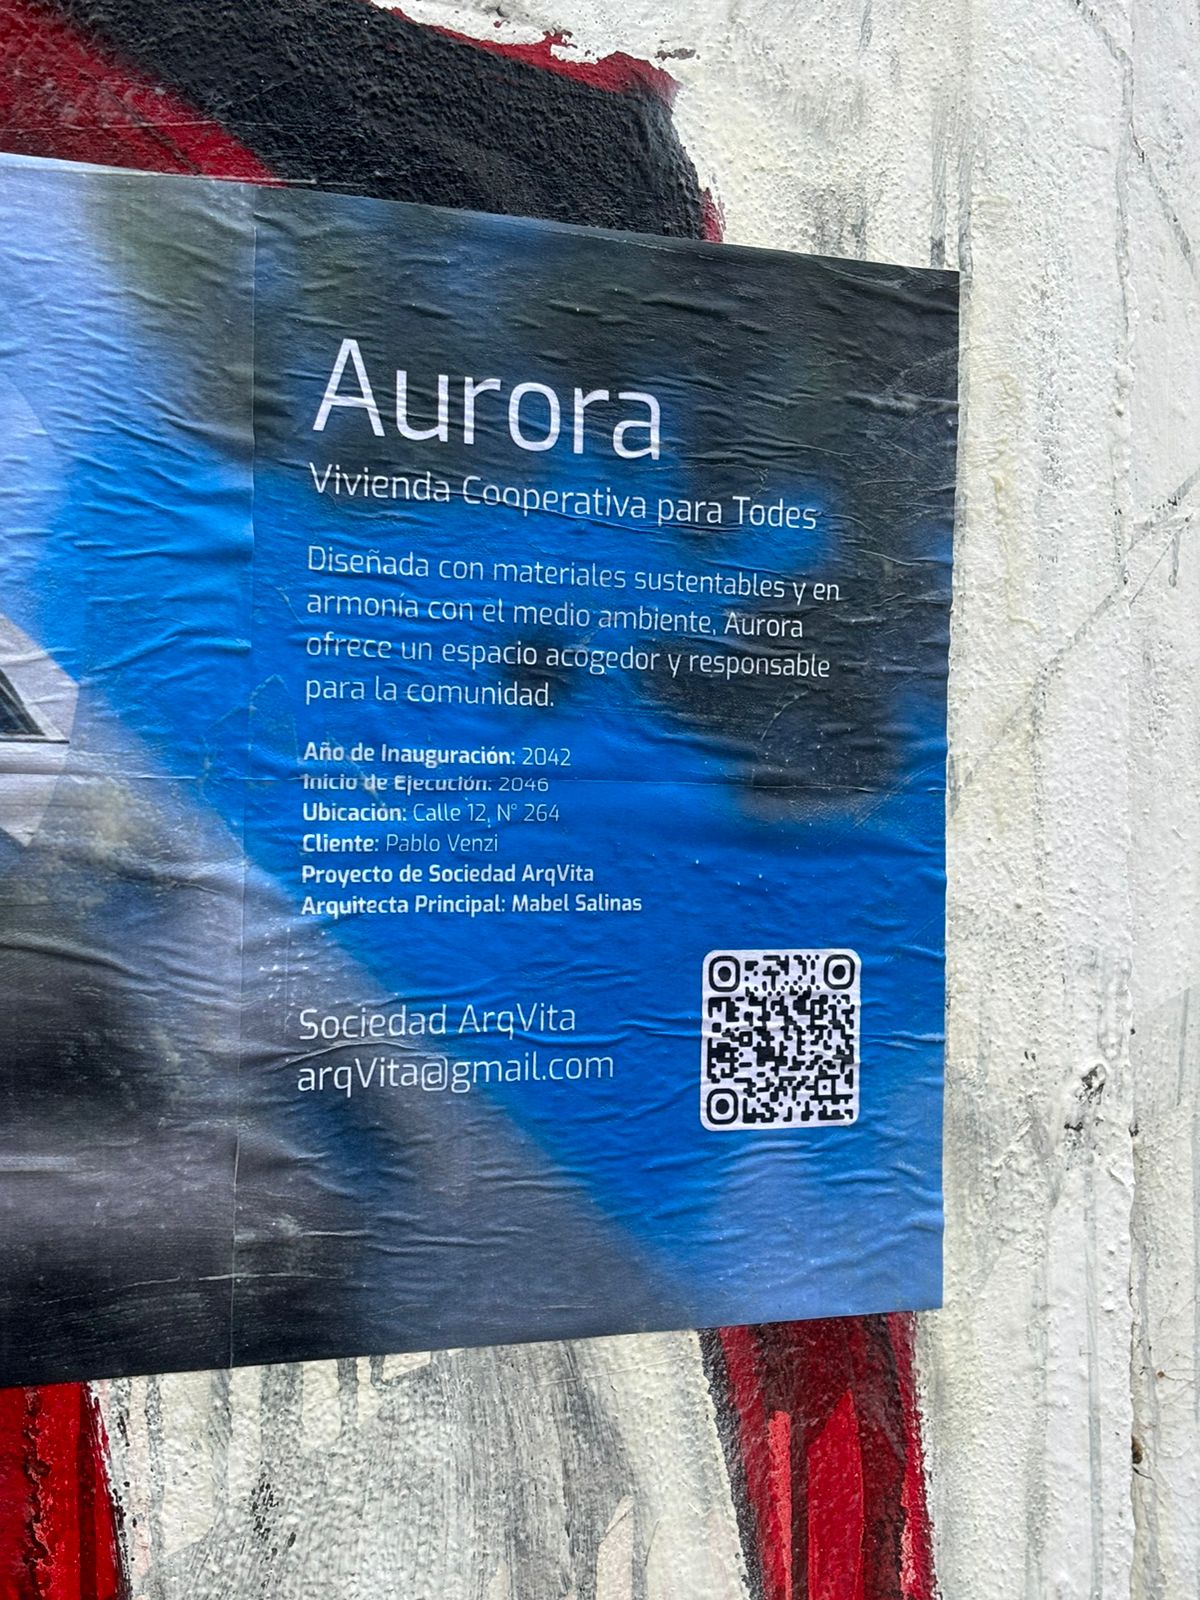 Aurora
Vivienda Cooperativa para Todes
Diseñada con materiales sustentables y en
armonía con el medio ambiente, Aurora
ofrece un espacio acogedor y responsable
para la comunidad.
Año de Inauguración: 2042
Inicio de Ejecución: 2046
Ubicación: Calle 12, N° 264
Cliente: Pablo Venzi
Proyecto de Sociedad ArqVita
Arquitecta Principal: Mabel Salinas
Sociedad ArqVita
arqVita@gmail.com